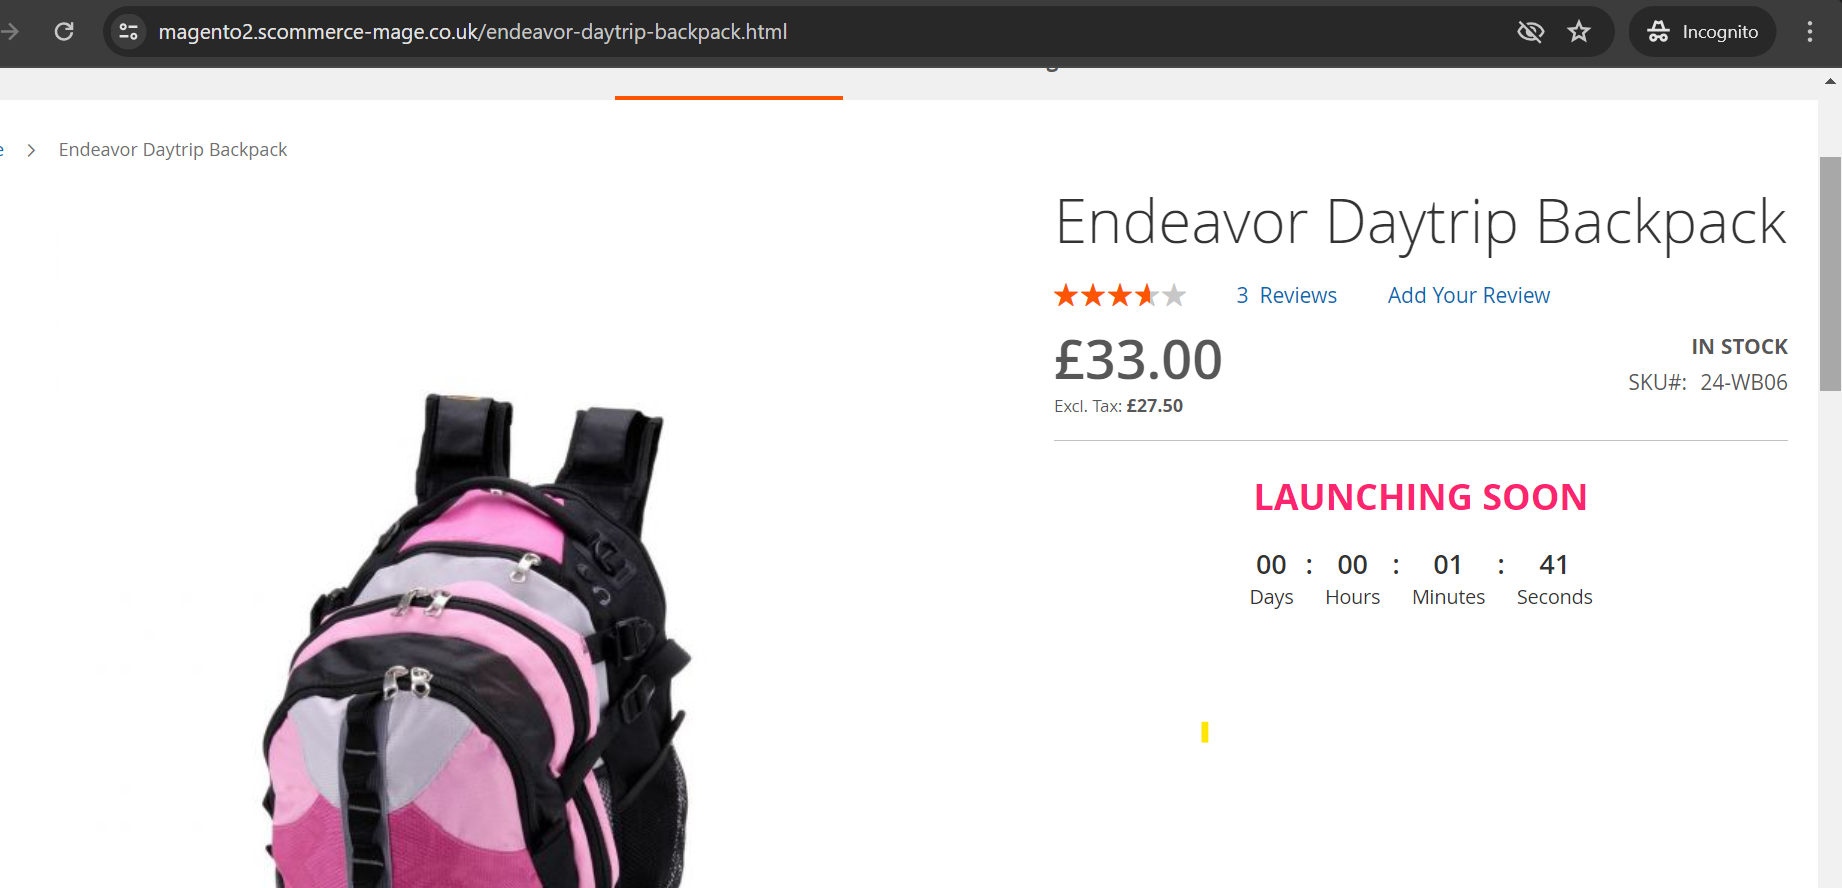 magento2.scommerce-mage.co.uk/endeavor-daytrip-backpack.html
Incognito
Endeavor Daytrip Backpack
Endeavor Daytrip Backpack
3 Reviews Add Your Review
£33.00
IN STOCK
Excl. Tax: £27.50
SKU#: 24-WB06
LAUNCHING SOON
00 : 00 : 01 : 41
Days Hours Minutes Seconds